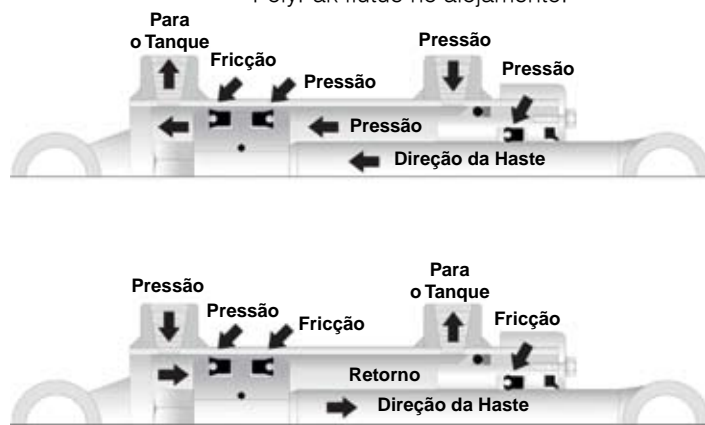 PolyPak flutue no alojamento.
Para
o Tanque
Fricção
Pressão
Pressão
Pressão
Pressão
Direção da Haste
Pressão
Pressão
Fricção
Para
o Tanque
Fricção
Retorno
Direção da Haste